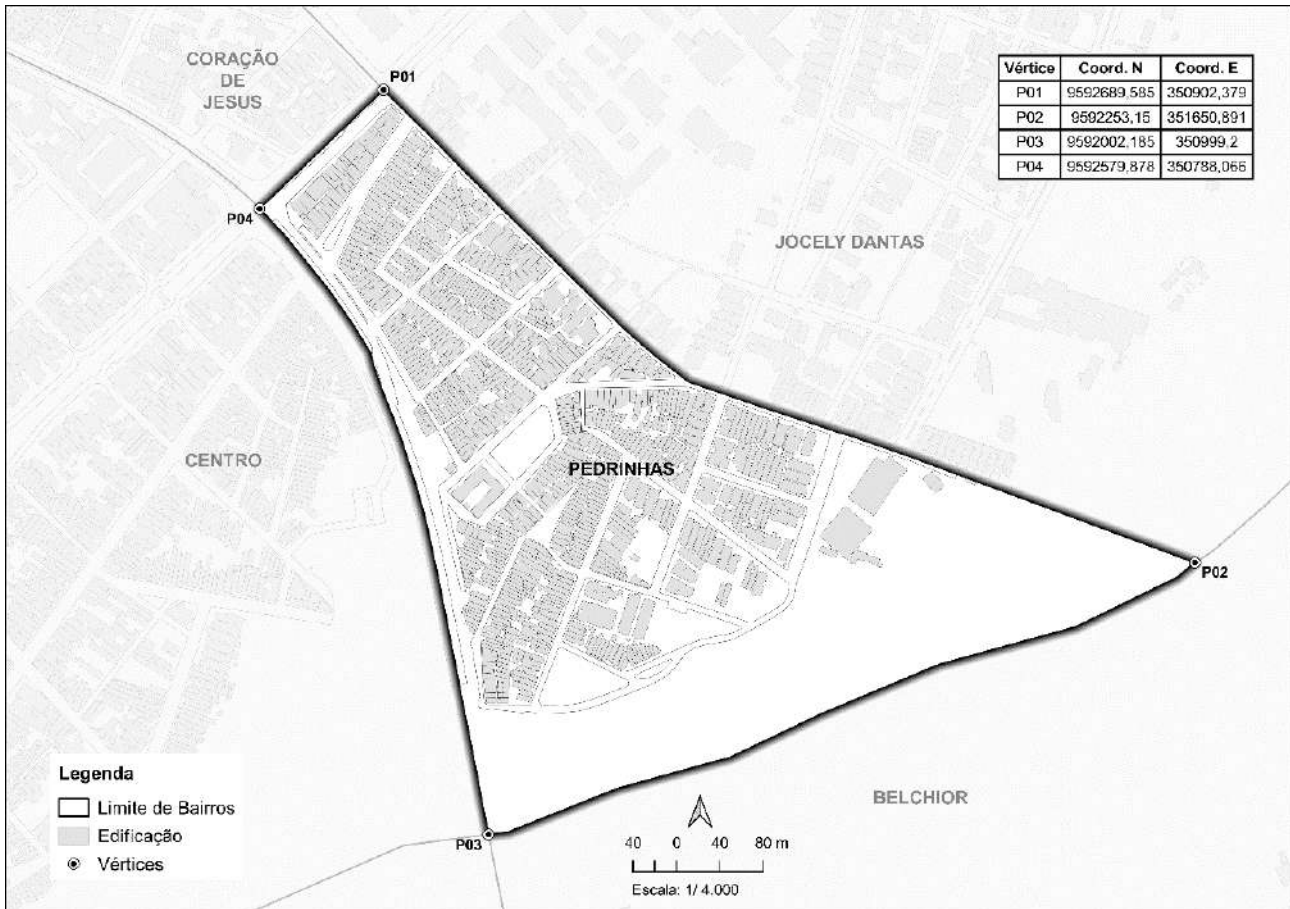 CORAÇÃO
DE
JESUS
P01
Vértice Coord. N Coord. E
P01 9592689,585 350902,379
P02 9592253,15 351650,891
P03 9592002,185 350999,2
P04 9592579,878 350788,066
P04
JOCELY DANTAS
CENTRO
PEDRINHAS
P02
Legenda
Limite de Bairros
Edificação
Vértices
P03
BELCHIOR
40 0 40 80 m
Escala: 1/ 4.000